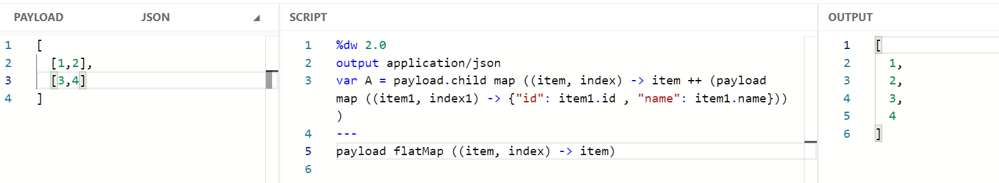 PAYLOAD JSON
1 [
2 [1,2],
3 [3,4]
4 ]
SCRIPT
1 %dw 2.0
2 output application/json
3 var A = payload.child map ((item, index) -> item ++ (payload
map ((item1, index1) -> {"id": item1.id , "name": item1.name}))
)
4 ---
5 payload flatMap ((item, index) -> item)
6
OUTPUT
1 [
2 1,
3 2,
4 3,
5 4
6 ]